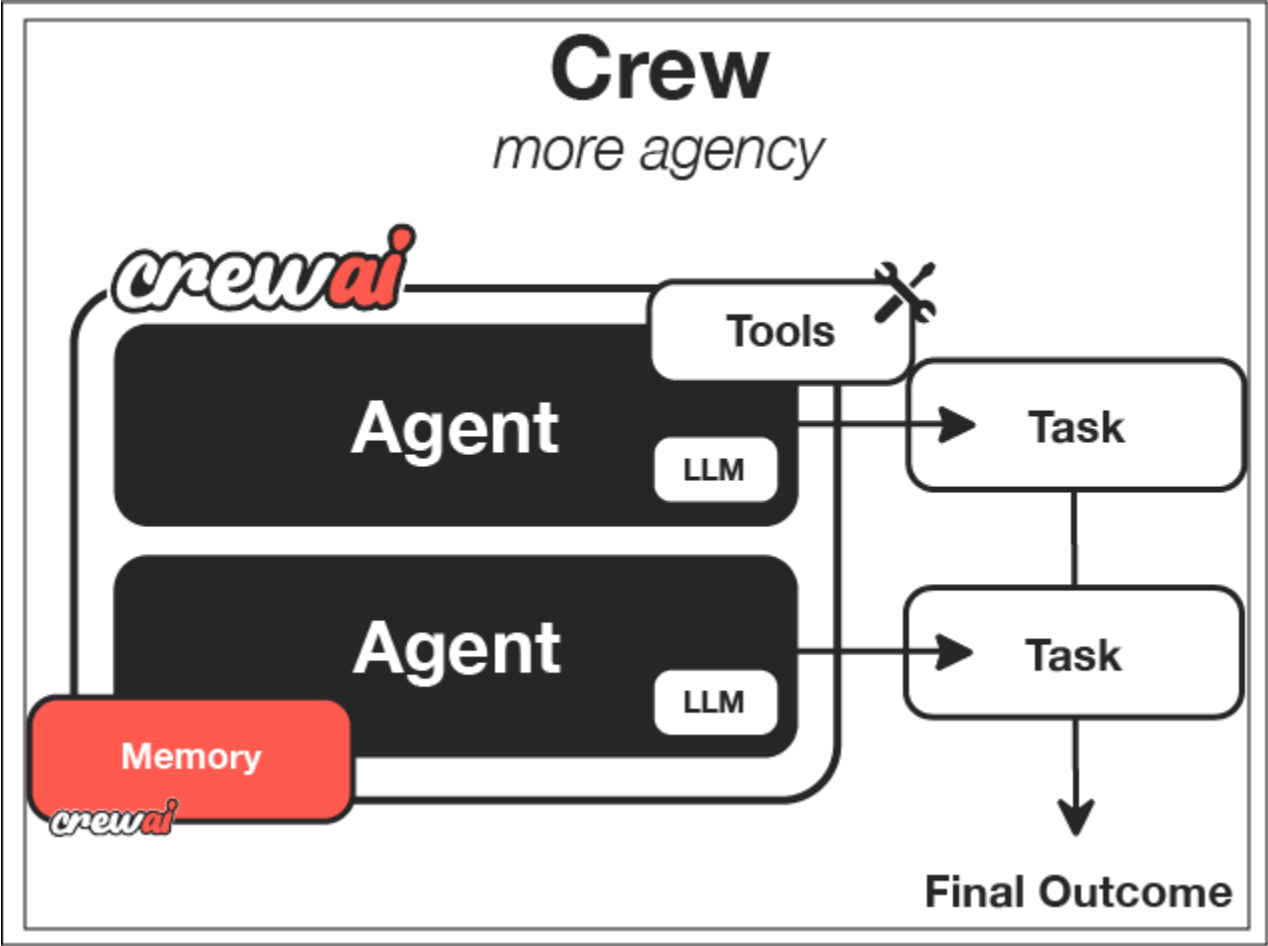 Crew
more agency
crewai
Tools
Agent
LLM
Task
Agent
LLM
Task
Memory
crewai
Final Outcome